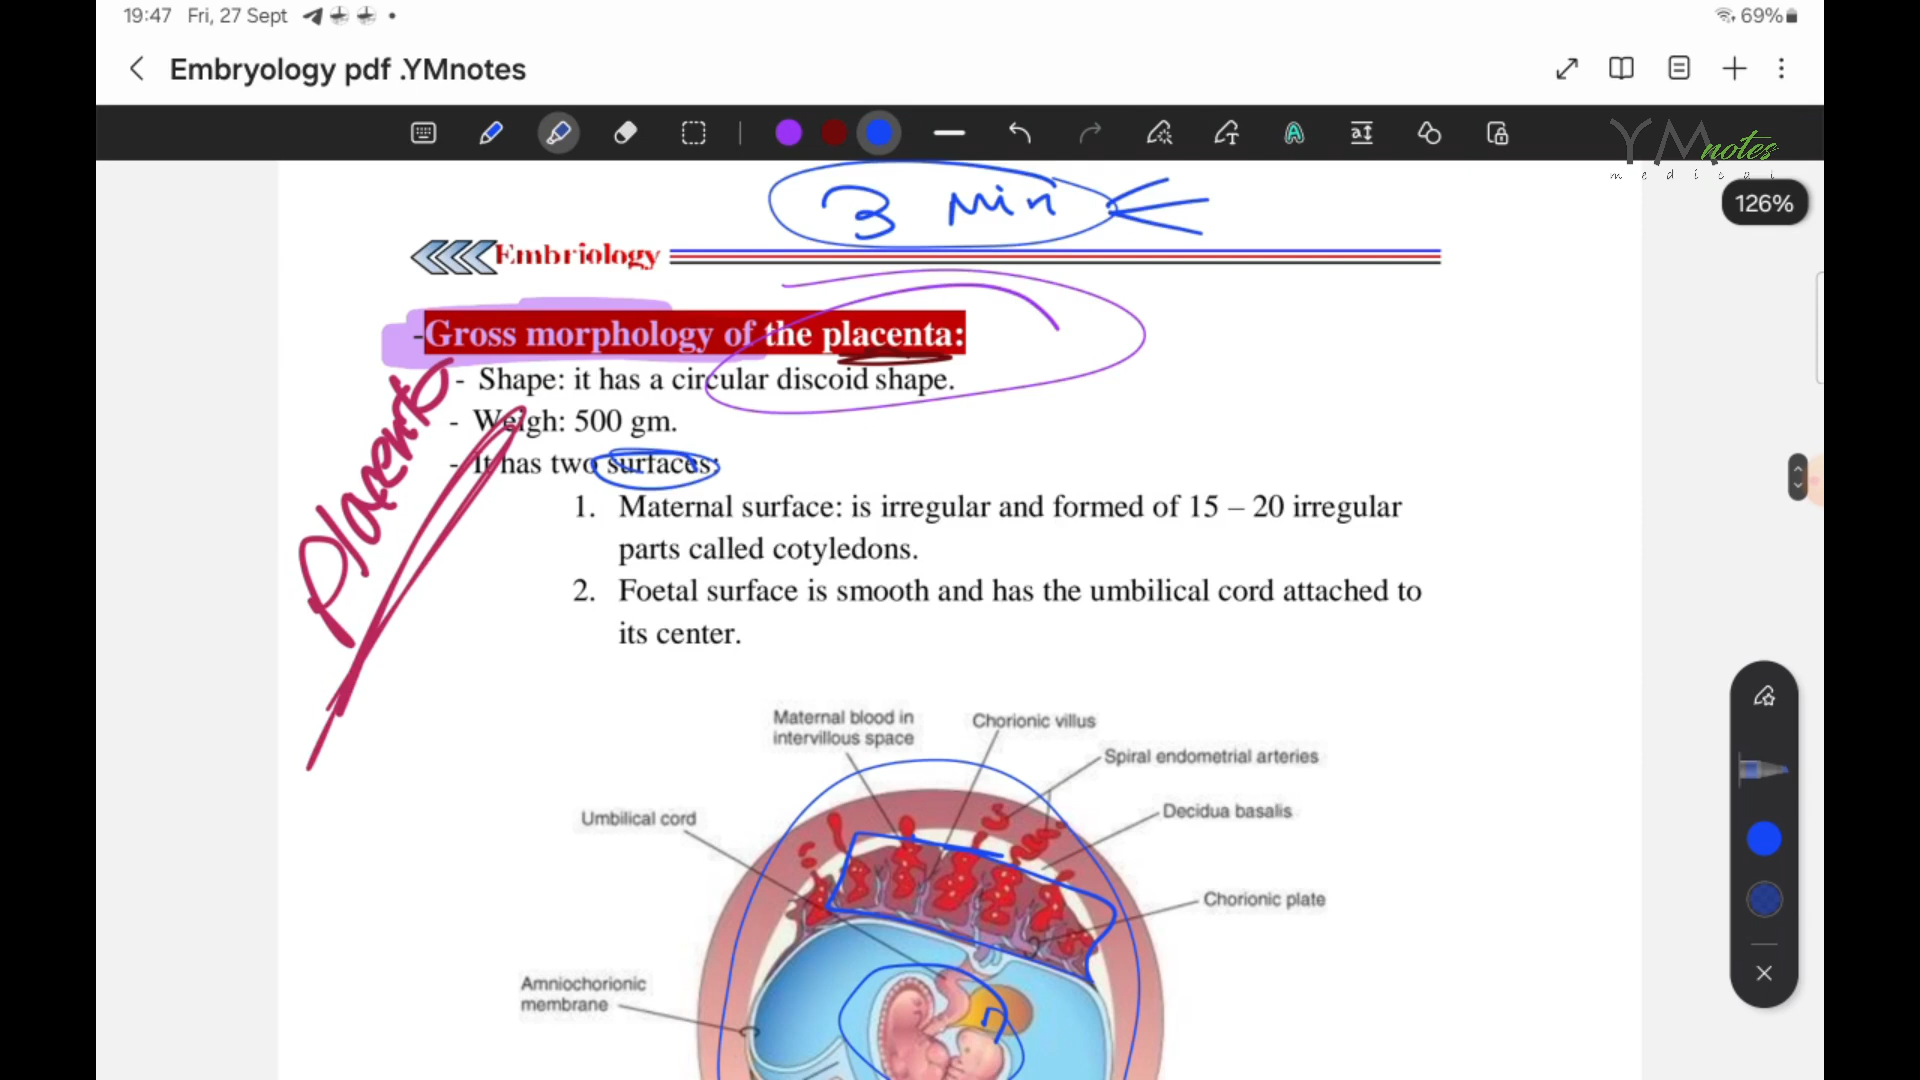 19:47 Fri, 27 Sept
69%
Embryology pdf .YMnotes
YM notes
medical
126%
3 Min
Embriology
-Gross morphology of the placenta:
- Shape: it has a circular discoid shape.
- Weigh: 500 gm.
- It has two surfaces:
1. Maternal surface: is irregular and formed of 15 – 20 irregular
parts called cotyledons.
2. Foetal surface is smooth and has the umbilical cord attached to
its center.
Placenta
Maternal blood in
intervillous space
Chorionic villus
Spiral endometrial arteries
Decidua basalis
Umbilical cord
Chorionic plate
Amniochorionic
membrane